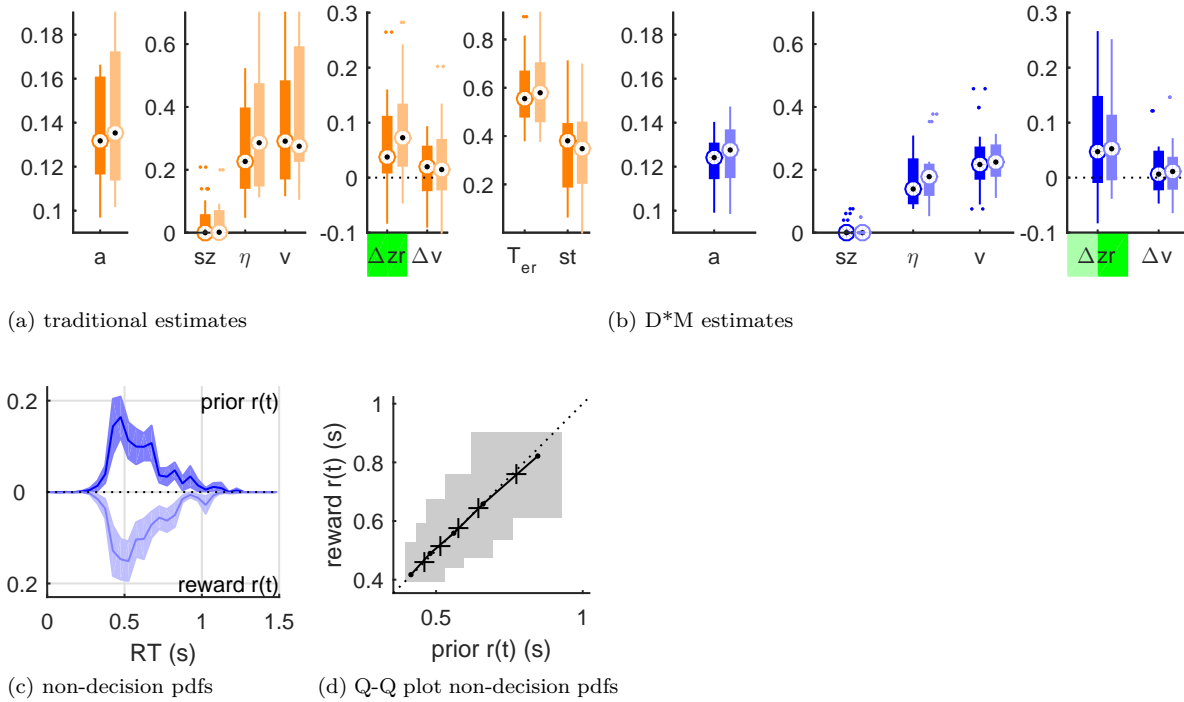 0.18
0.16
0.14
0.12
0.1
a
0.6
0.4
0.2
0
sz η v
0.3
0.2
0.1
0
-0.1
Δzr Δv
0.8
0.6
0.4
0.2
T_er st
0.18
0.16
0.14
0.12
0.1
a
0.6
0.4
0.2
0
sz η v
0.3
0.2
0.1
0
-0.1
Δzr Δv
(a) traditional estimates
(b) D*M estimates
0.2
0
0.2
prior r(t)
reward r(t)
0 0.5 1 1.5
RT (s)
(c) non-decision pdfs
1
0.8
0.6
0.4
reward r(t) (s)
0.5 1
prior r(t) (s)
(d) Q-Q plot non-decision pdfs